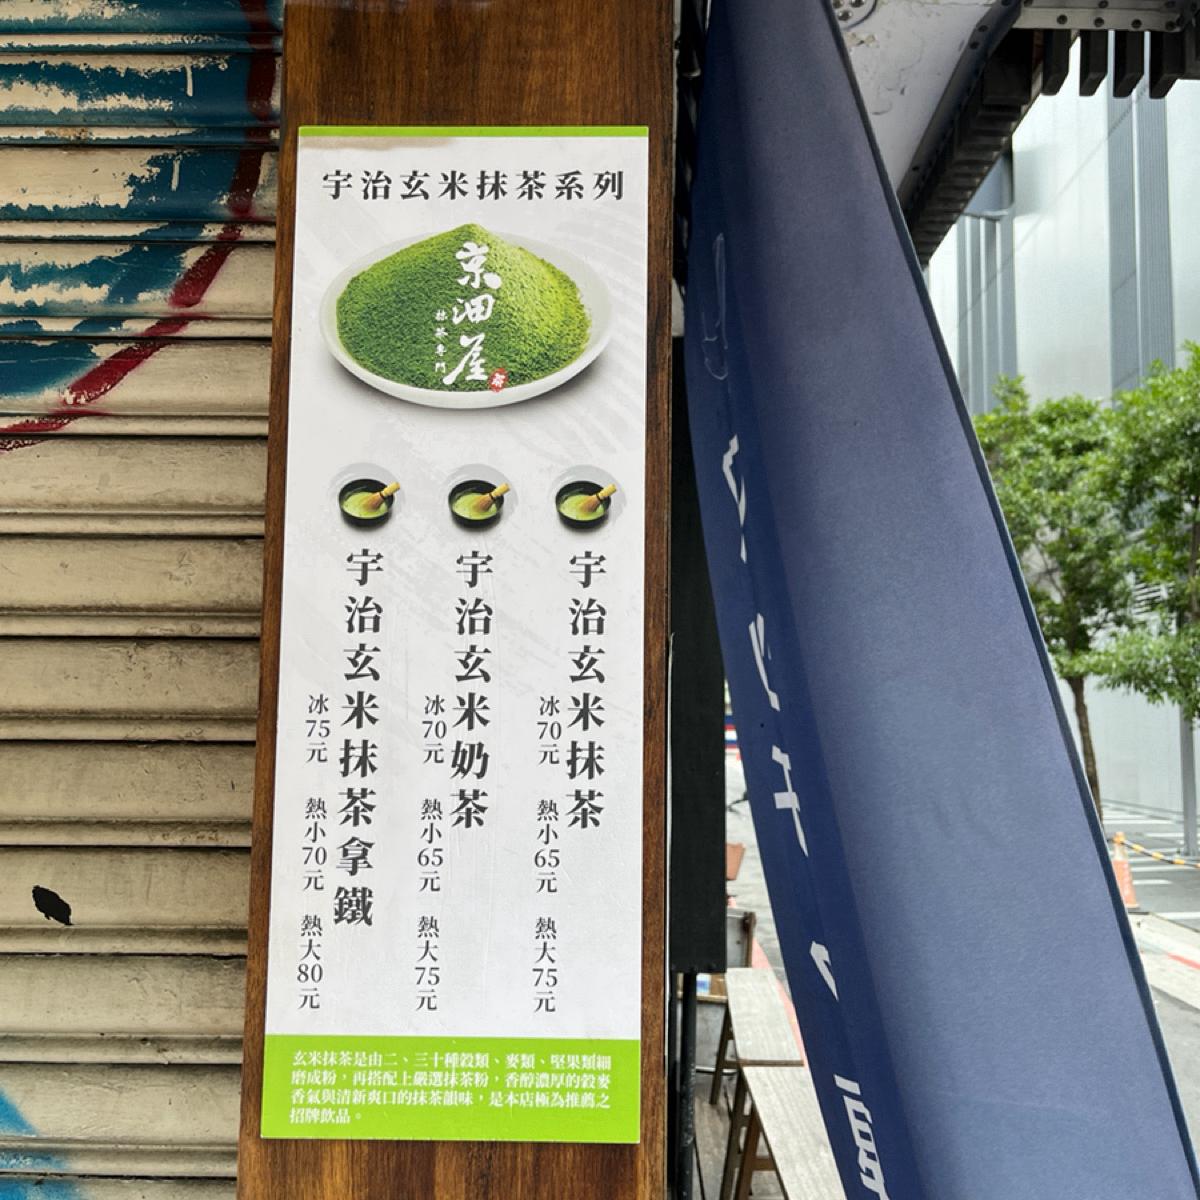 宇治玄米抹茶系列
京油屋
抹茶專門
宇治玄米抹茶
冰70元 熱小65元 熱大75元
宇治玄米奶茶
冰70元 熱小65元 熱大75元
宇治玄米抹茶拿鐵
冰75元 熱小70元 熱大80元
玄米抹茶是由二、三十種穀類、麥類、堅果類細
磨成粉，再搭配上嚴選抹茶粉，香醇濃厚的穀麥
香氣與清新爽口的抹茶韻味，是本店極為推薦之
招牌飲品。